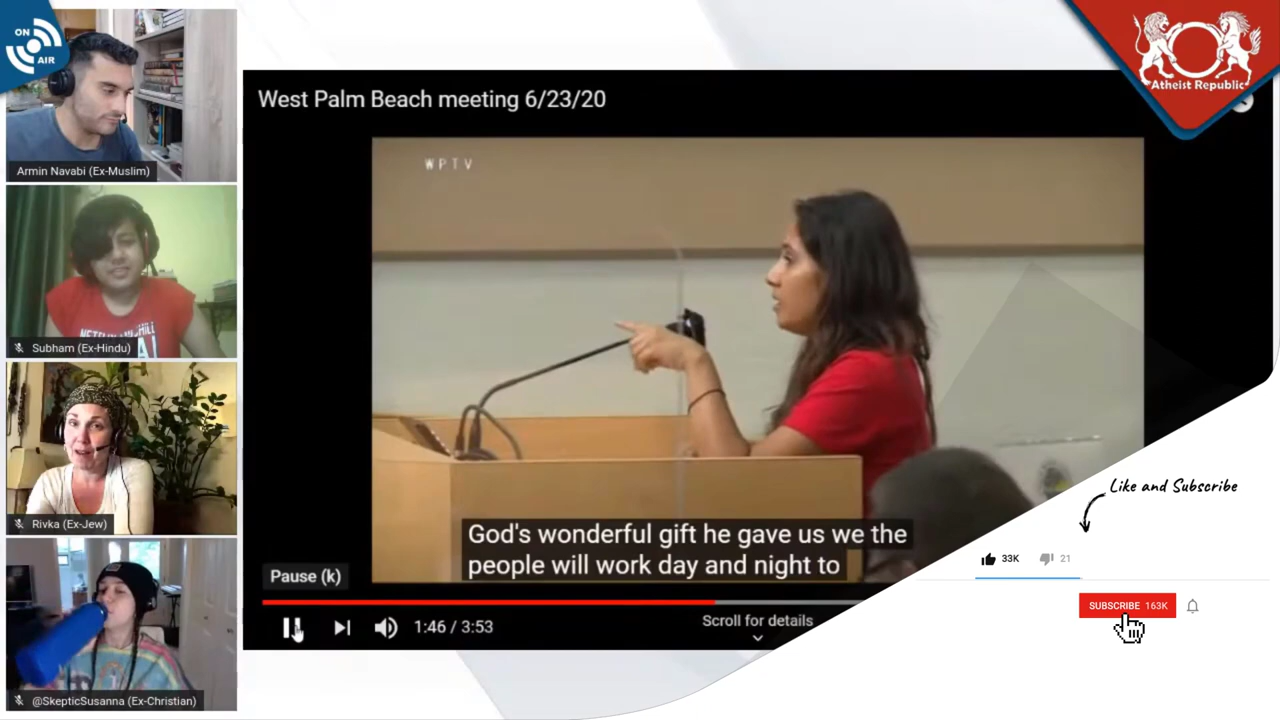 ON
AIR
Armin Navabi (Ex-Muslim)
Subham (Ex-Hindu)
Rivka (Ex-Jew)
@SkepticSusanna (Ex-Christian)
West Palm Beach meeting 6/23/20
WPTV
God's wonderful gift he gave us we the
people will work day and night to
Pause (k)
1:46 / 3:53
Scroll for details
Atheist Republic
Like and Subscribe
33K
21
SUBSCRIBE 163K